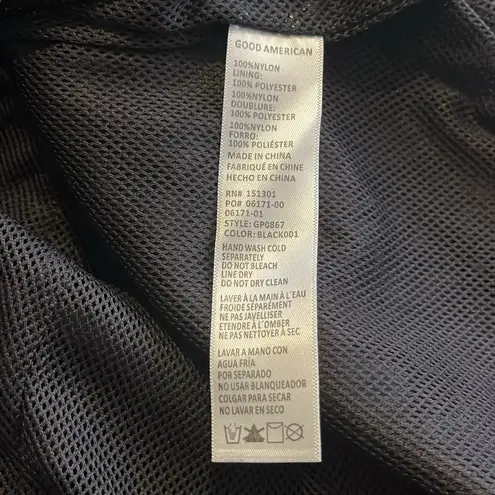 GOOD AMERICAN
100%NYLON
LINING:
100% POLYESTER
100%NYLON
DOUBLURE:
100% POLYESTER
100%NYLON
FORRO:
100% POLIÉSTER
MADE IN CHINA
FABRIQUÉ EN CHINE
HECHO EN CHINA
RN# 151301
PO# 06171-00
06171-01
STYLE: GP0867
COLOR: BLACK001
HAND WASH COLD
SEPARATELY
DO NOT BLEACH
LINE DRY
DO NOT DRY CLEAN
LAVER À LA MAIN À L'EAU
FROIDE SÉPARÉMENT
NE PAS JAVELLISER
ETENDRE À L'OMBER
NE PAS NETTOYER À SEC
LAVAR A MANO CON
AGUA FRÍA
POR SEPARADO
NO USAR BLANQUEADOR
COLGAR PARA SECAR
NO LAVAR EN SECO